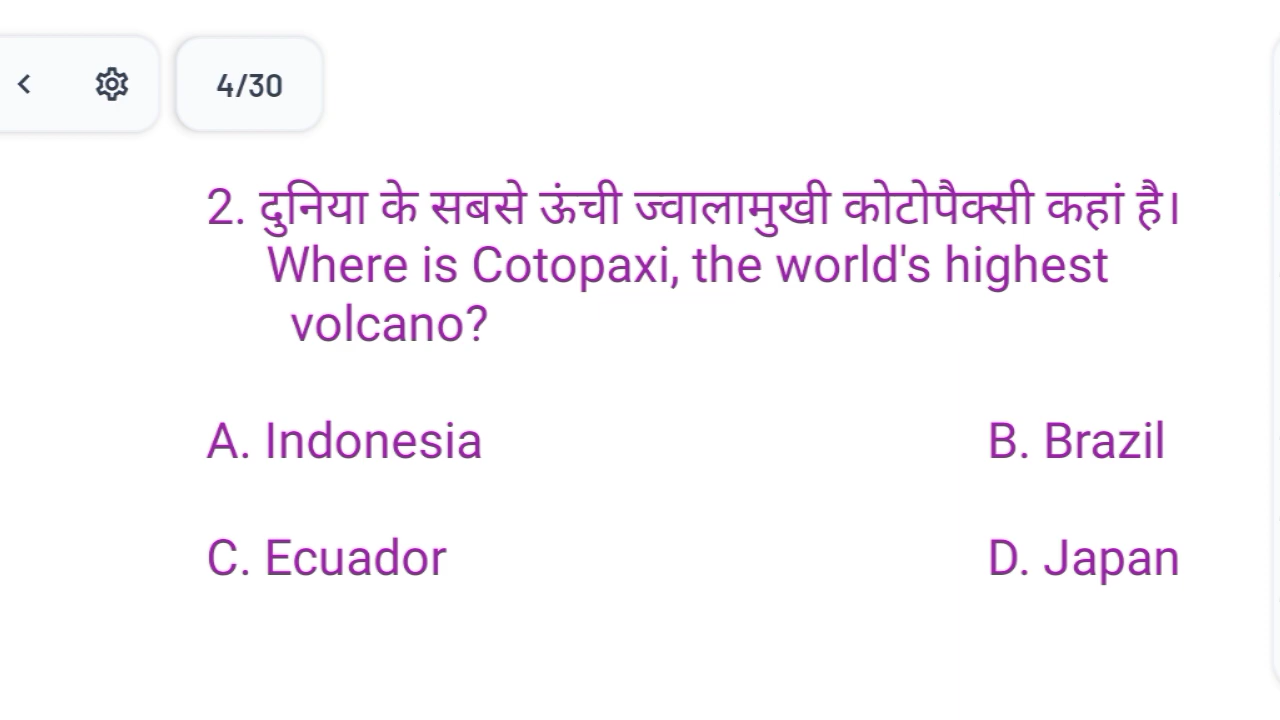 4/30
2. दुनिया के सबसे ऊंची ज्वालामुखी कोटोपैक्सी कहां है।
Where is Cotopaxi, the world's highest
volcano?
A. Indonesia B. Brazil
C. Ecuador D. Japan